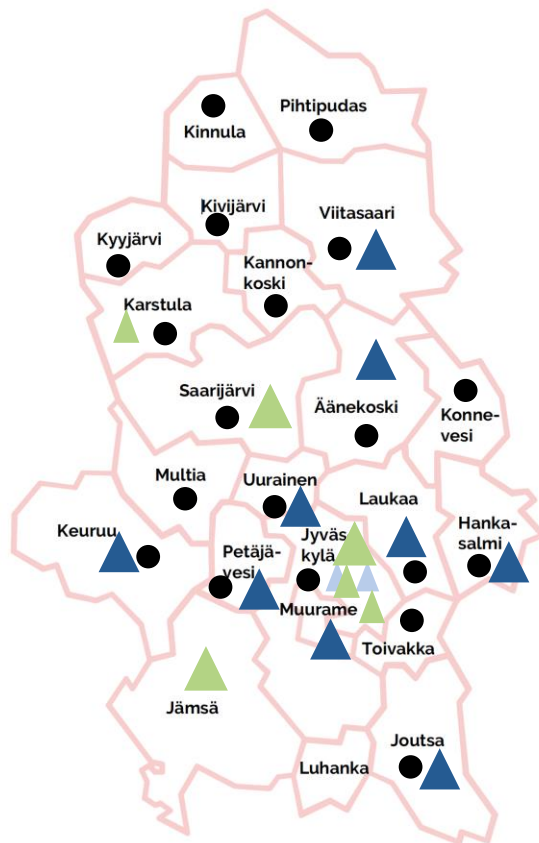 Pihtipudas
Kinnula
Kivijärvi
Viitasaari
Kyyjärvi
Kannon-
koski
Karstula
Saarijärvi
Äänekoski
Konne-
vesi
Multia
Uurainen
Laukaa
Keuruu
Petäjä-
vesi
Jyväs
kylä
Hanka-
salmi
Muurame
Toivakka
Jämsä
Joutsa
Luhanka